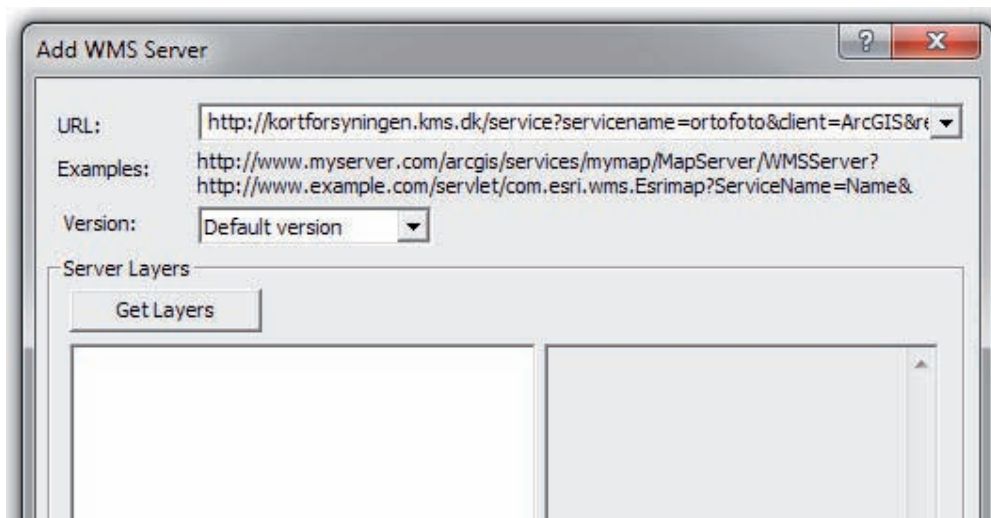 Add WMS Server
URL: http://kortforsyningen.kms.dk/service?servicename=ortofoto&client=ArcGIS&re
Examples: http://www.myserver.com/arcgis/services/mymap/MapServer/WMSServer?
http://www.example.com/servlet/com.esri.wms.Esrimap?ServiceName=Name&
Version: Default version
Server Layers
Get Layers